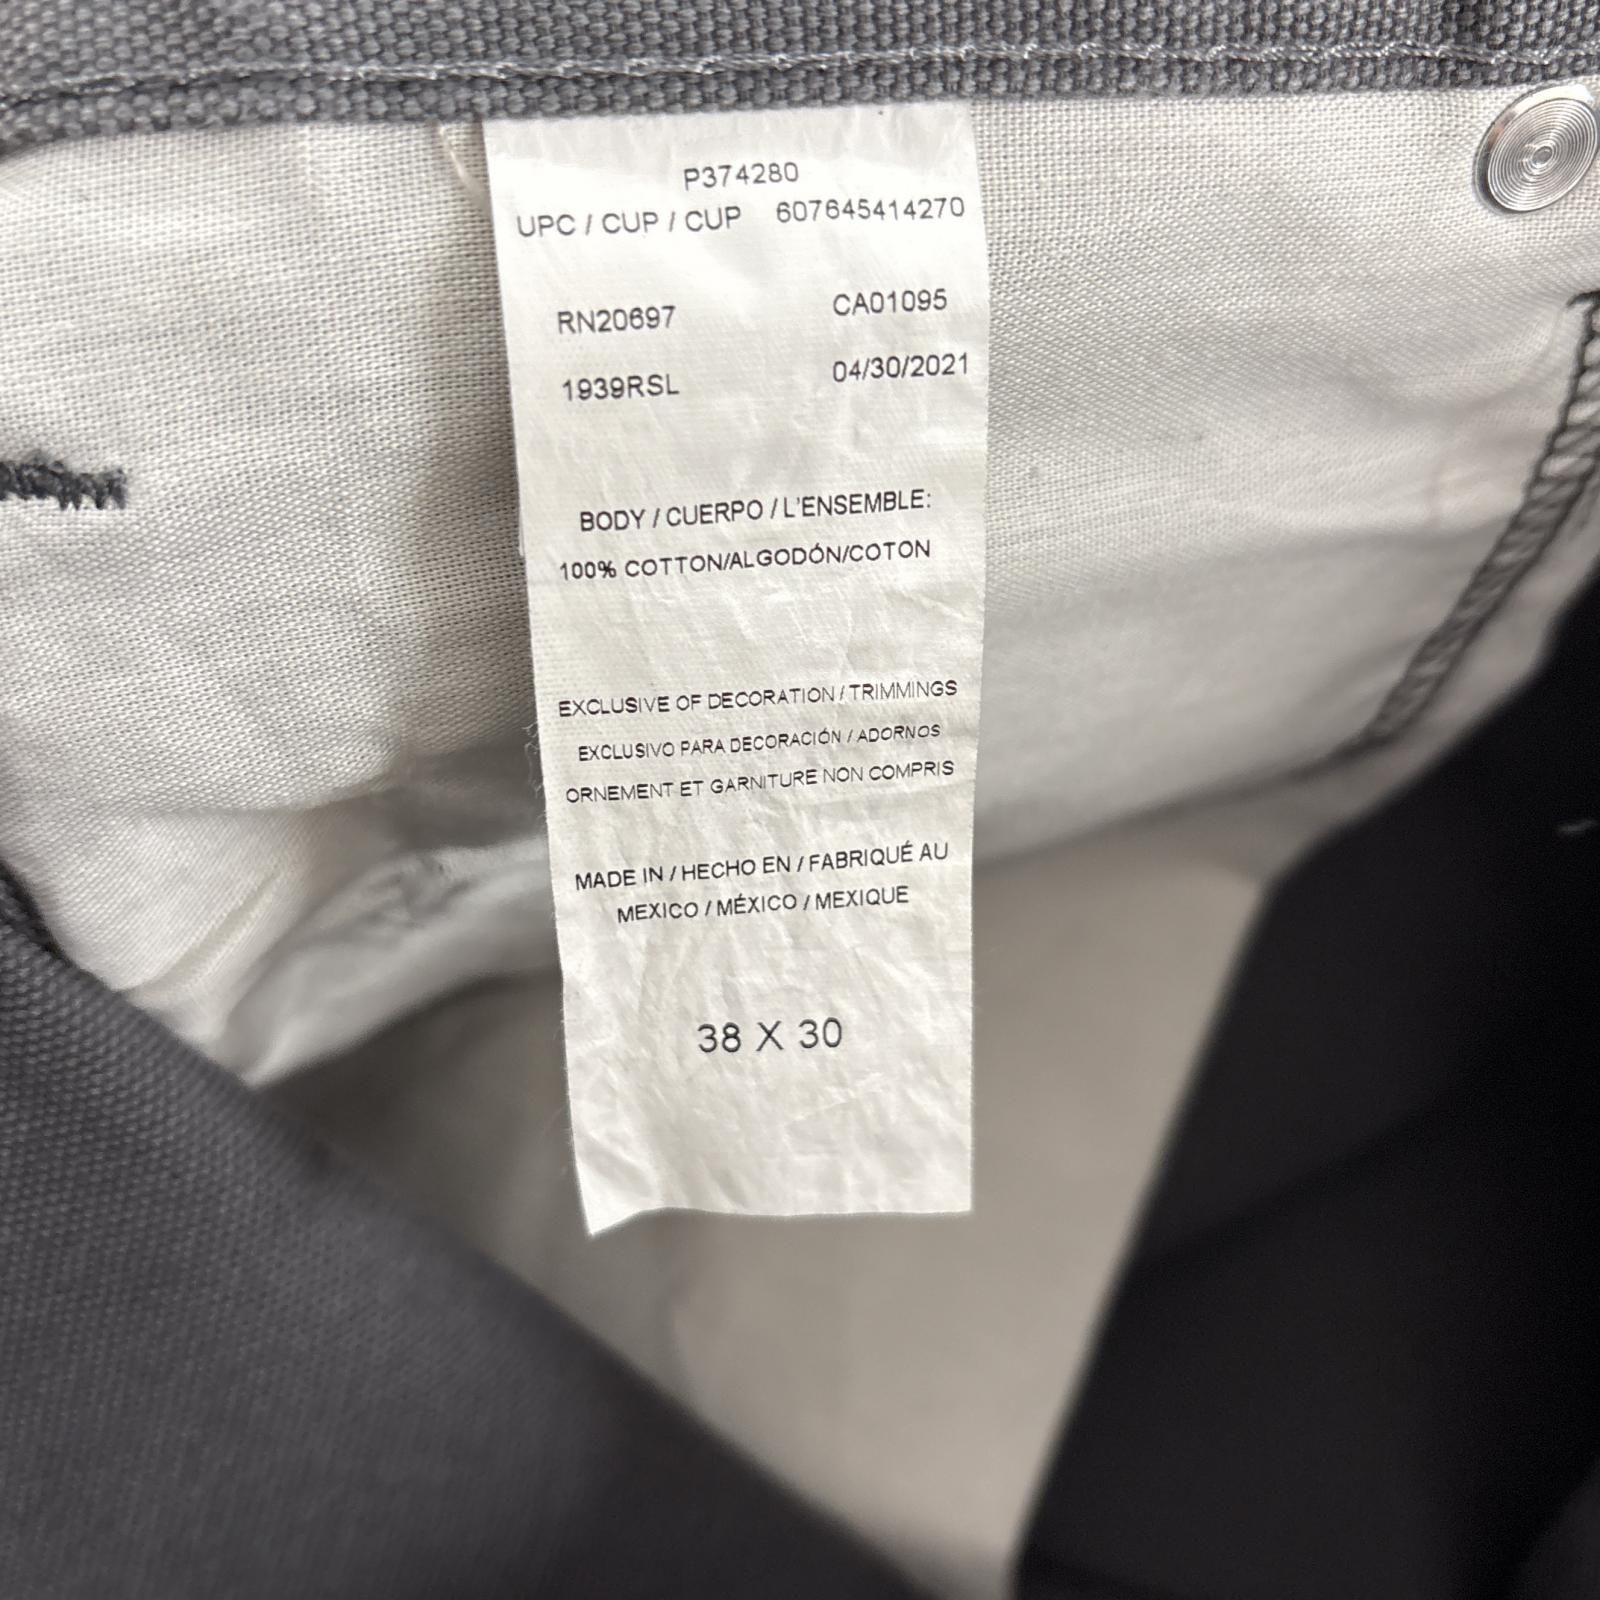 P374280
UPC / CUP / CUP 607645414270
RN20697 CA01095
1939RSL 04/30/2021
BODY / CUERPO / L'ENSEMBLE:
100% COTTON/ALGODÓN/COTON
EXCLUSIVE OF DECORATION / TRIMMINGS
EXCLUSIVO PARA DECORACIÓN / ADORNOS
ORNEMENT ET GARNITURE NON COMPRIS
MADE IN / HECHO EN / FABRIQUÉ AU
MEXICO / MÉXICO / MEXIQUE
38 X 30